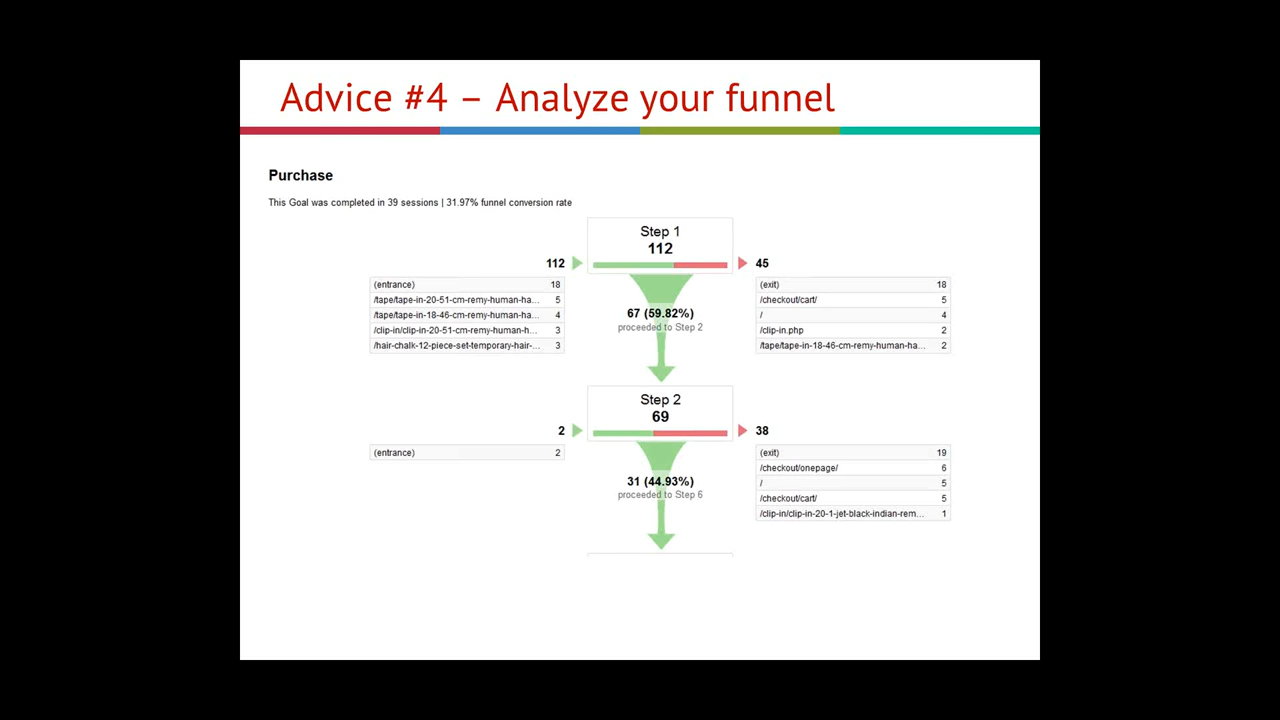 Advice #4 – Analyze your funnel
Purchase
This Goal was completed in 39 sessions | 31.97% funnel conversion rate
Step 1
112
112
45
(entrance) 18
/tape/tape-in-20-51-cm-remy-human-ha... 5
/tape/tape-in-18-46-cm-remy-human-ha... 4
/clip-in/clip-in-20-51-cm-remy-human-h... 3
/hair-chalk-12-piece-set-temporary-hair-... 3
67 (59.82%)
proceeded to Step 2
(exit) 18
/checkout/cart/ 5
/ 4
/clip-in.php 2
/tape/tape-in-18-46-cm-remy-human-ha... 2
Step 2
69
2
38
(entrance) 2
31 (44.93%)
proceeded to Step 6
(exit) 19
/checkout/onepage/ 6
/ 5
/checkout/cart/ 5
/clip-in/clip-in-20-1-jet-black-indian-rem... 1